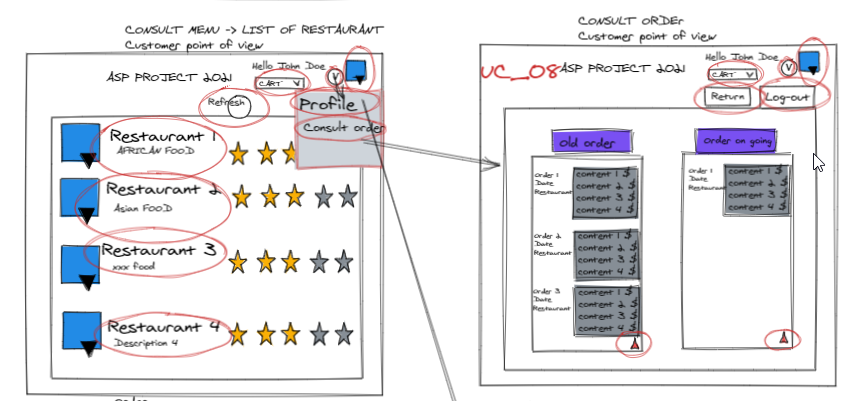 CONSULT MENU -> LIST OF RESTAURANT
Customer point of view
Hello John Doe
ASP PROJECT 2021
CART V
V
Refresh
Profile
Consult order
Restaurant 1
AFRICAN FOOD
Restaurant 2
Asian FOOD
Restaurant 3
xxx food
Restaurant 4
Description 4
CONSULT ORDEr
Customer point of view
Hello John Doe
UC_08
ASP PROJECT 2021
CART V
V
Return
Log-out
old order
Order 1
Date
Restaurant
content 1 $
content 2 $
content 3 $
content 4 $
Order 2
Date
Restaurant
content 1 $
content 2 $
content 3 $
content 4 $
Order 3
Date
Restaurant
content 1 $
content 2 $
content 3 $
content 4 $
Order on going
Order 1
Date
Restaurant
content 1 $
content 2 $
content 3 $
content 4 $